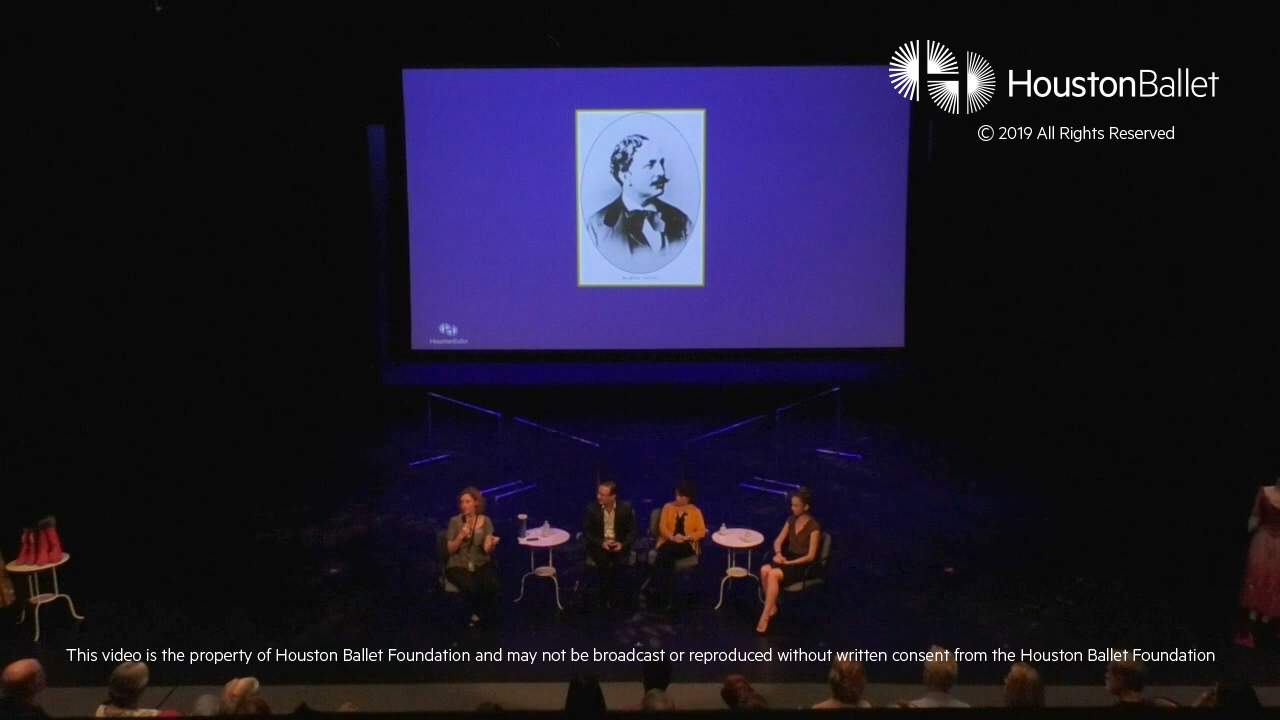 HoustonBallet
© 2019 All Rights Reserved
HoustonBallet
This video is the property of Houston Ballet Foundation and may not be broadcast or reproduced without written consent from the Houston Ballet Foundation